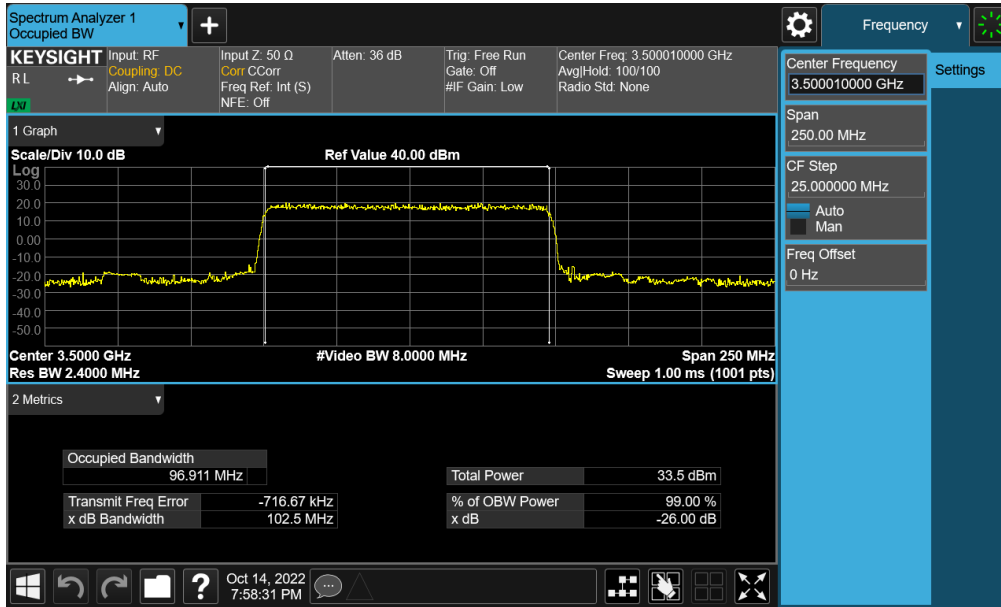 Spectrum Analyzer 1
Occupied BW
Frequency
KEYSIGHT
R L
LXI
Input: RF
Coupling: DC
Align: Auto
Input Z: 50 Ω
Corr CCorr
Freq Ref: Int (S)
NFE: Off
Atten: 36 dB
Trig: Free Run
Gate: Off
#IF Gain: Low
Center Freq: 3.500010000 GHz
Avg|Hold: 100/100
Radio Std: None
Center Frequency
3.500010000 GHz
Settings
Span
250.00 MHz
CF Step
25.000000 MHz
Auto
Man
Freq Offset
0 Hz
1 Graph
Scale/Div 10.0 dB
Ref Value 40.00 dBm
Log
30.0
20.0
10.0
0.00
-10.0
-20.0
-30.0
-40.0
-50.0
Center 3.5000 GHz
#Video BW 8.0000 MHz
Span 250 MHz
Res BW 2.4000 MHz
Sweep 1.00 ms (1001 pts)
2 Metrics
Occupied Bandwidth
96.911 MHz
Total Power 33.5 dBm
Transmit Freq Error -716.67 kHz
% of OBW Power 99.00 %
x dB Bandwidth 102.5 MHz
x dB -26.00 dB
?
Oct 14, 2022
7:58:31 PM